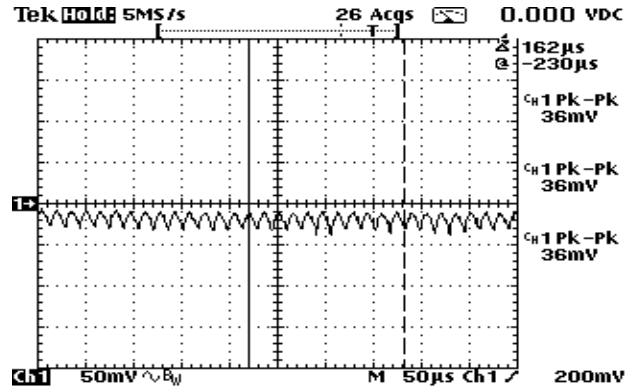 Tek HOLD: 5MS/s 26 Acqs 0.000 VDC
[ T ]
Δ 162µs
@ -230µs
CH1 Pk-Pk
36mV
CH1 Pk-Pk
36mV
1→
CH1 Pk-Pk
36mV
Ch1 50mV ∿ BW M 50µs Ch1 ∕ 200mV